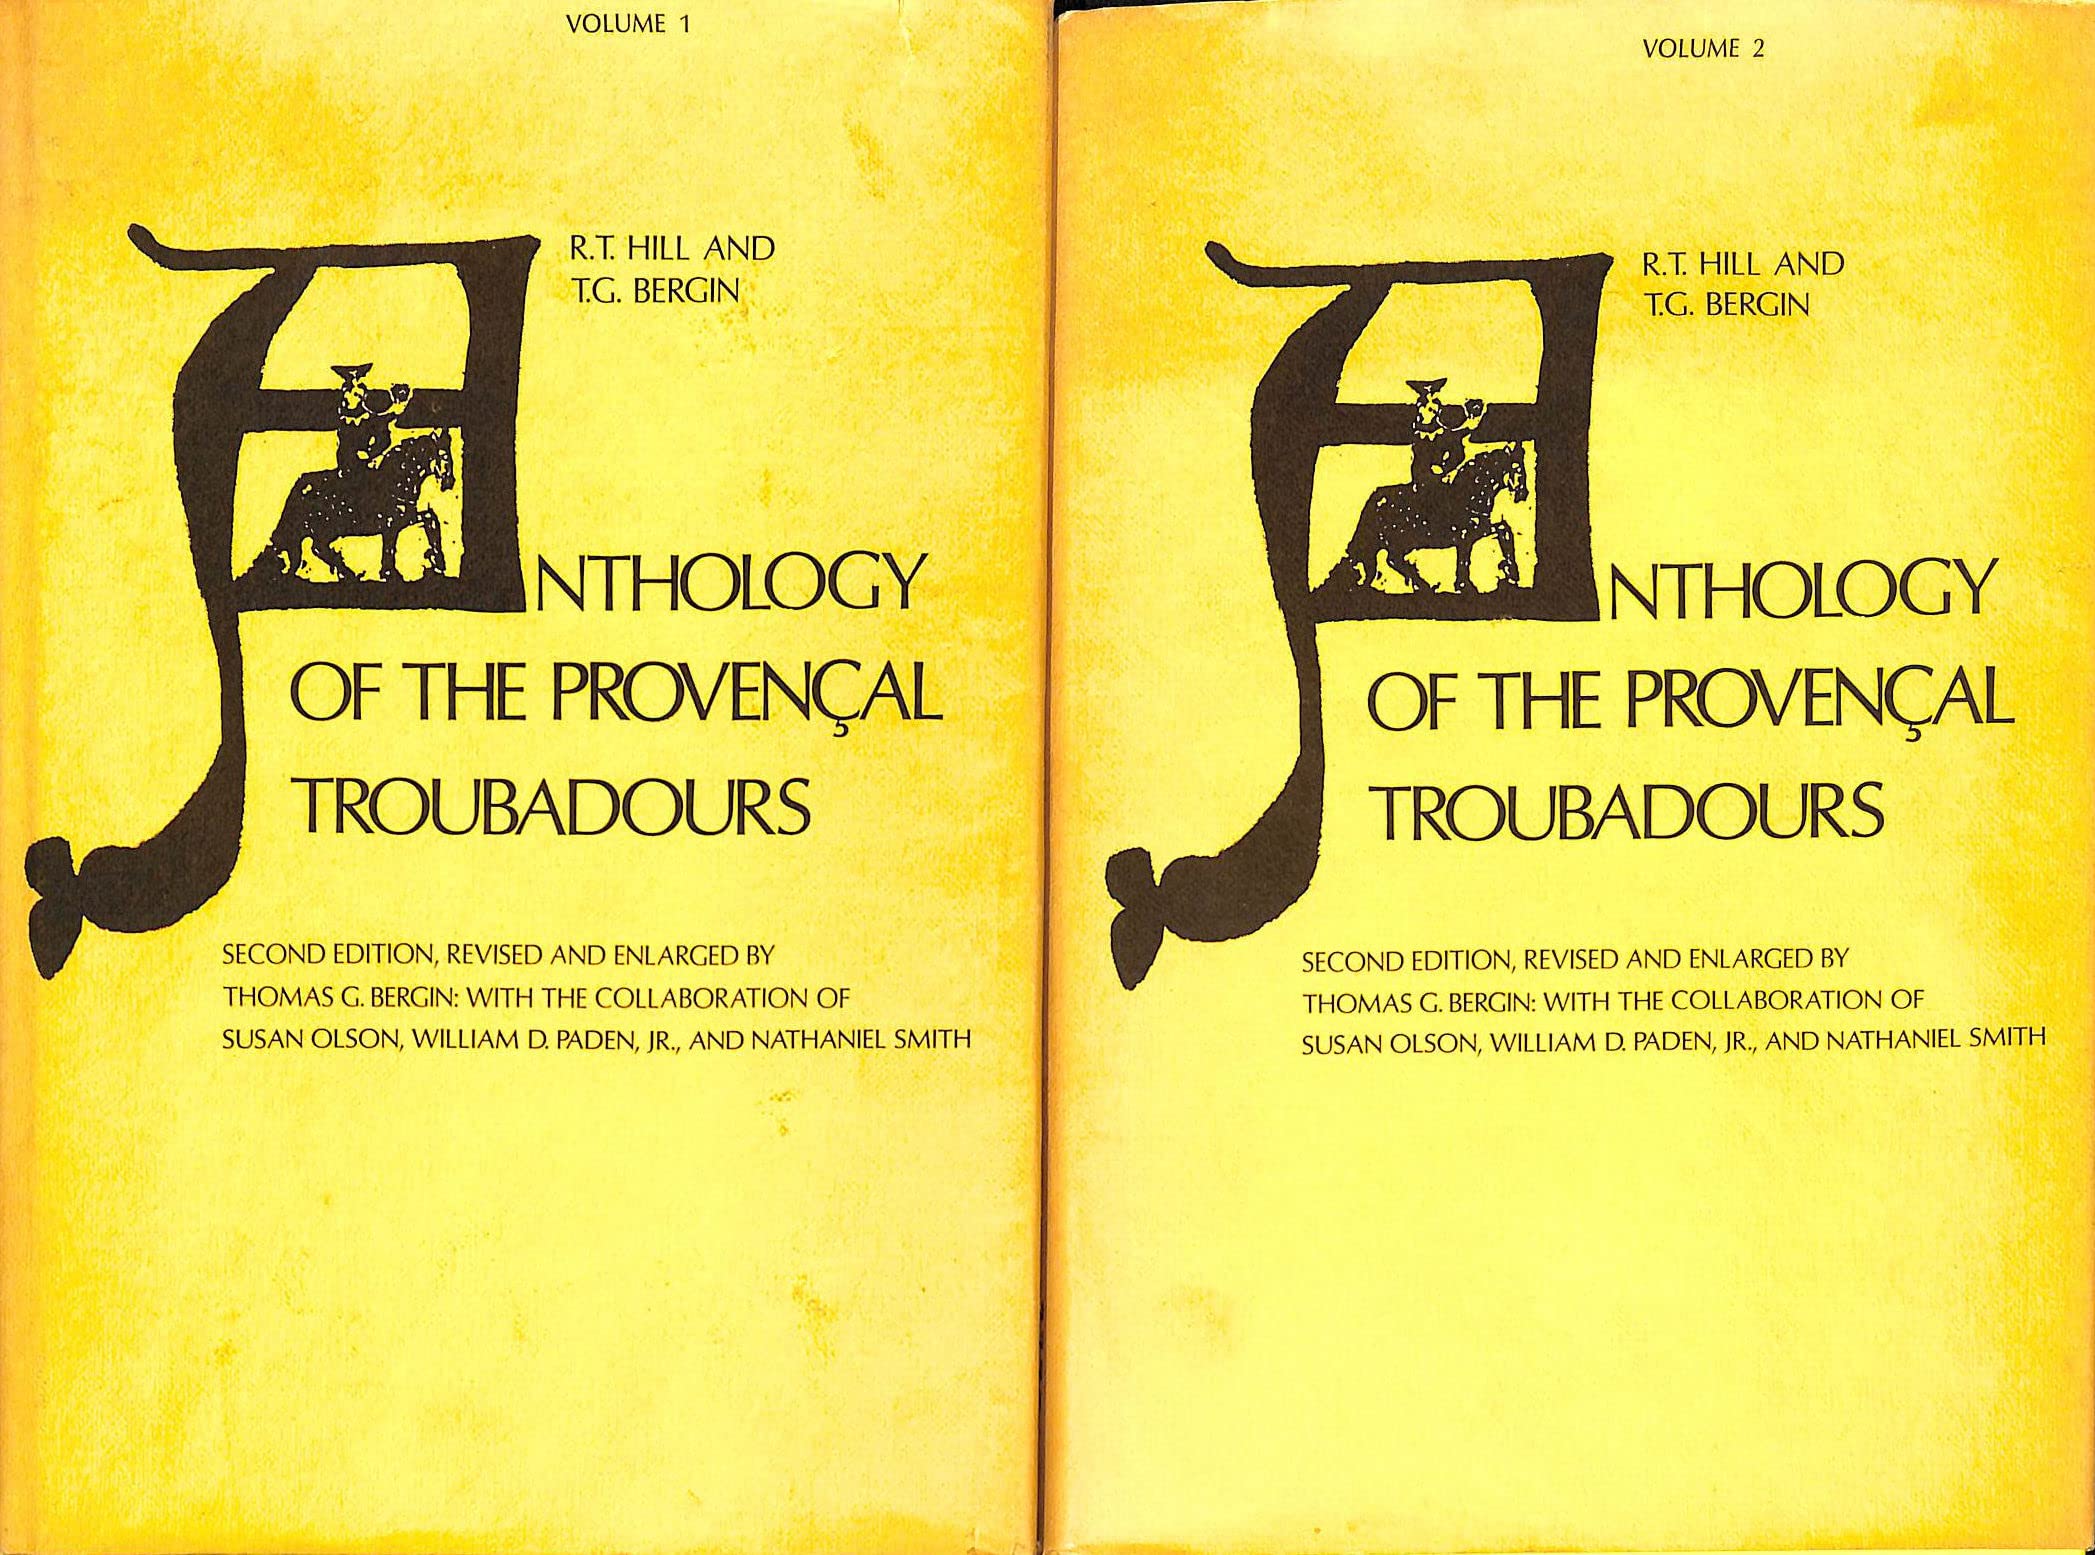 VOLUME 1
R.T. HILL AND
T.G. BERGIN
ANTHOLOGY
OF THE PROVENÇAL
TROUBADOURS
SECOND EDITION, REVISED AND ENLARGED BY
THOMAS G. BERGIN: WITH THE COLLABORATION OF
SUSAN OLSON, WILLIAM D. PADEN, JR., AND NATHANIEL SMITH
VOLUME 2
R.T. HILL AND
T.G. BERGIN
ANTHOLOGY
OF THE PROVENÇAL
TROUBADOURS
SECOND EDITION, REVISED AND ENLARGED BY
THOMAS G. BERGIN: WITH THE COLLABORATION OF
SUSAN OLSON, WILLIAM D. PADEN, JR., AND NATHANIEL SMITH